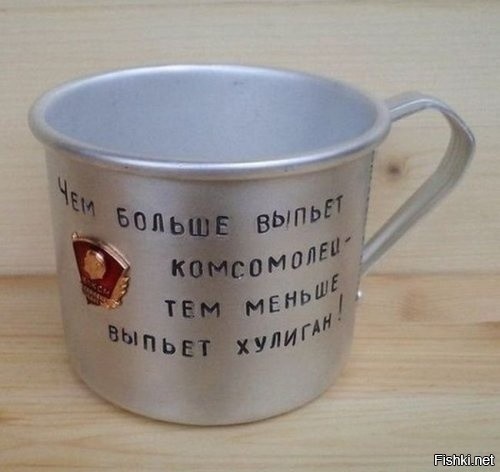 Чем больше выпьет
комсомолец-
тем меньше
выпьет хулиган!
Fishki.net